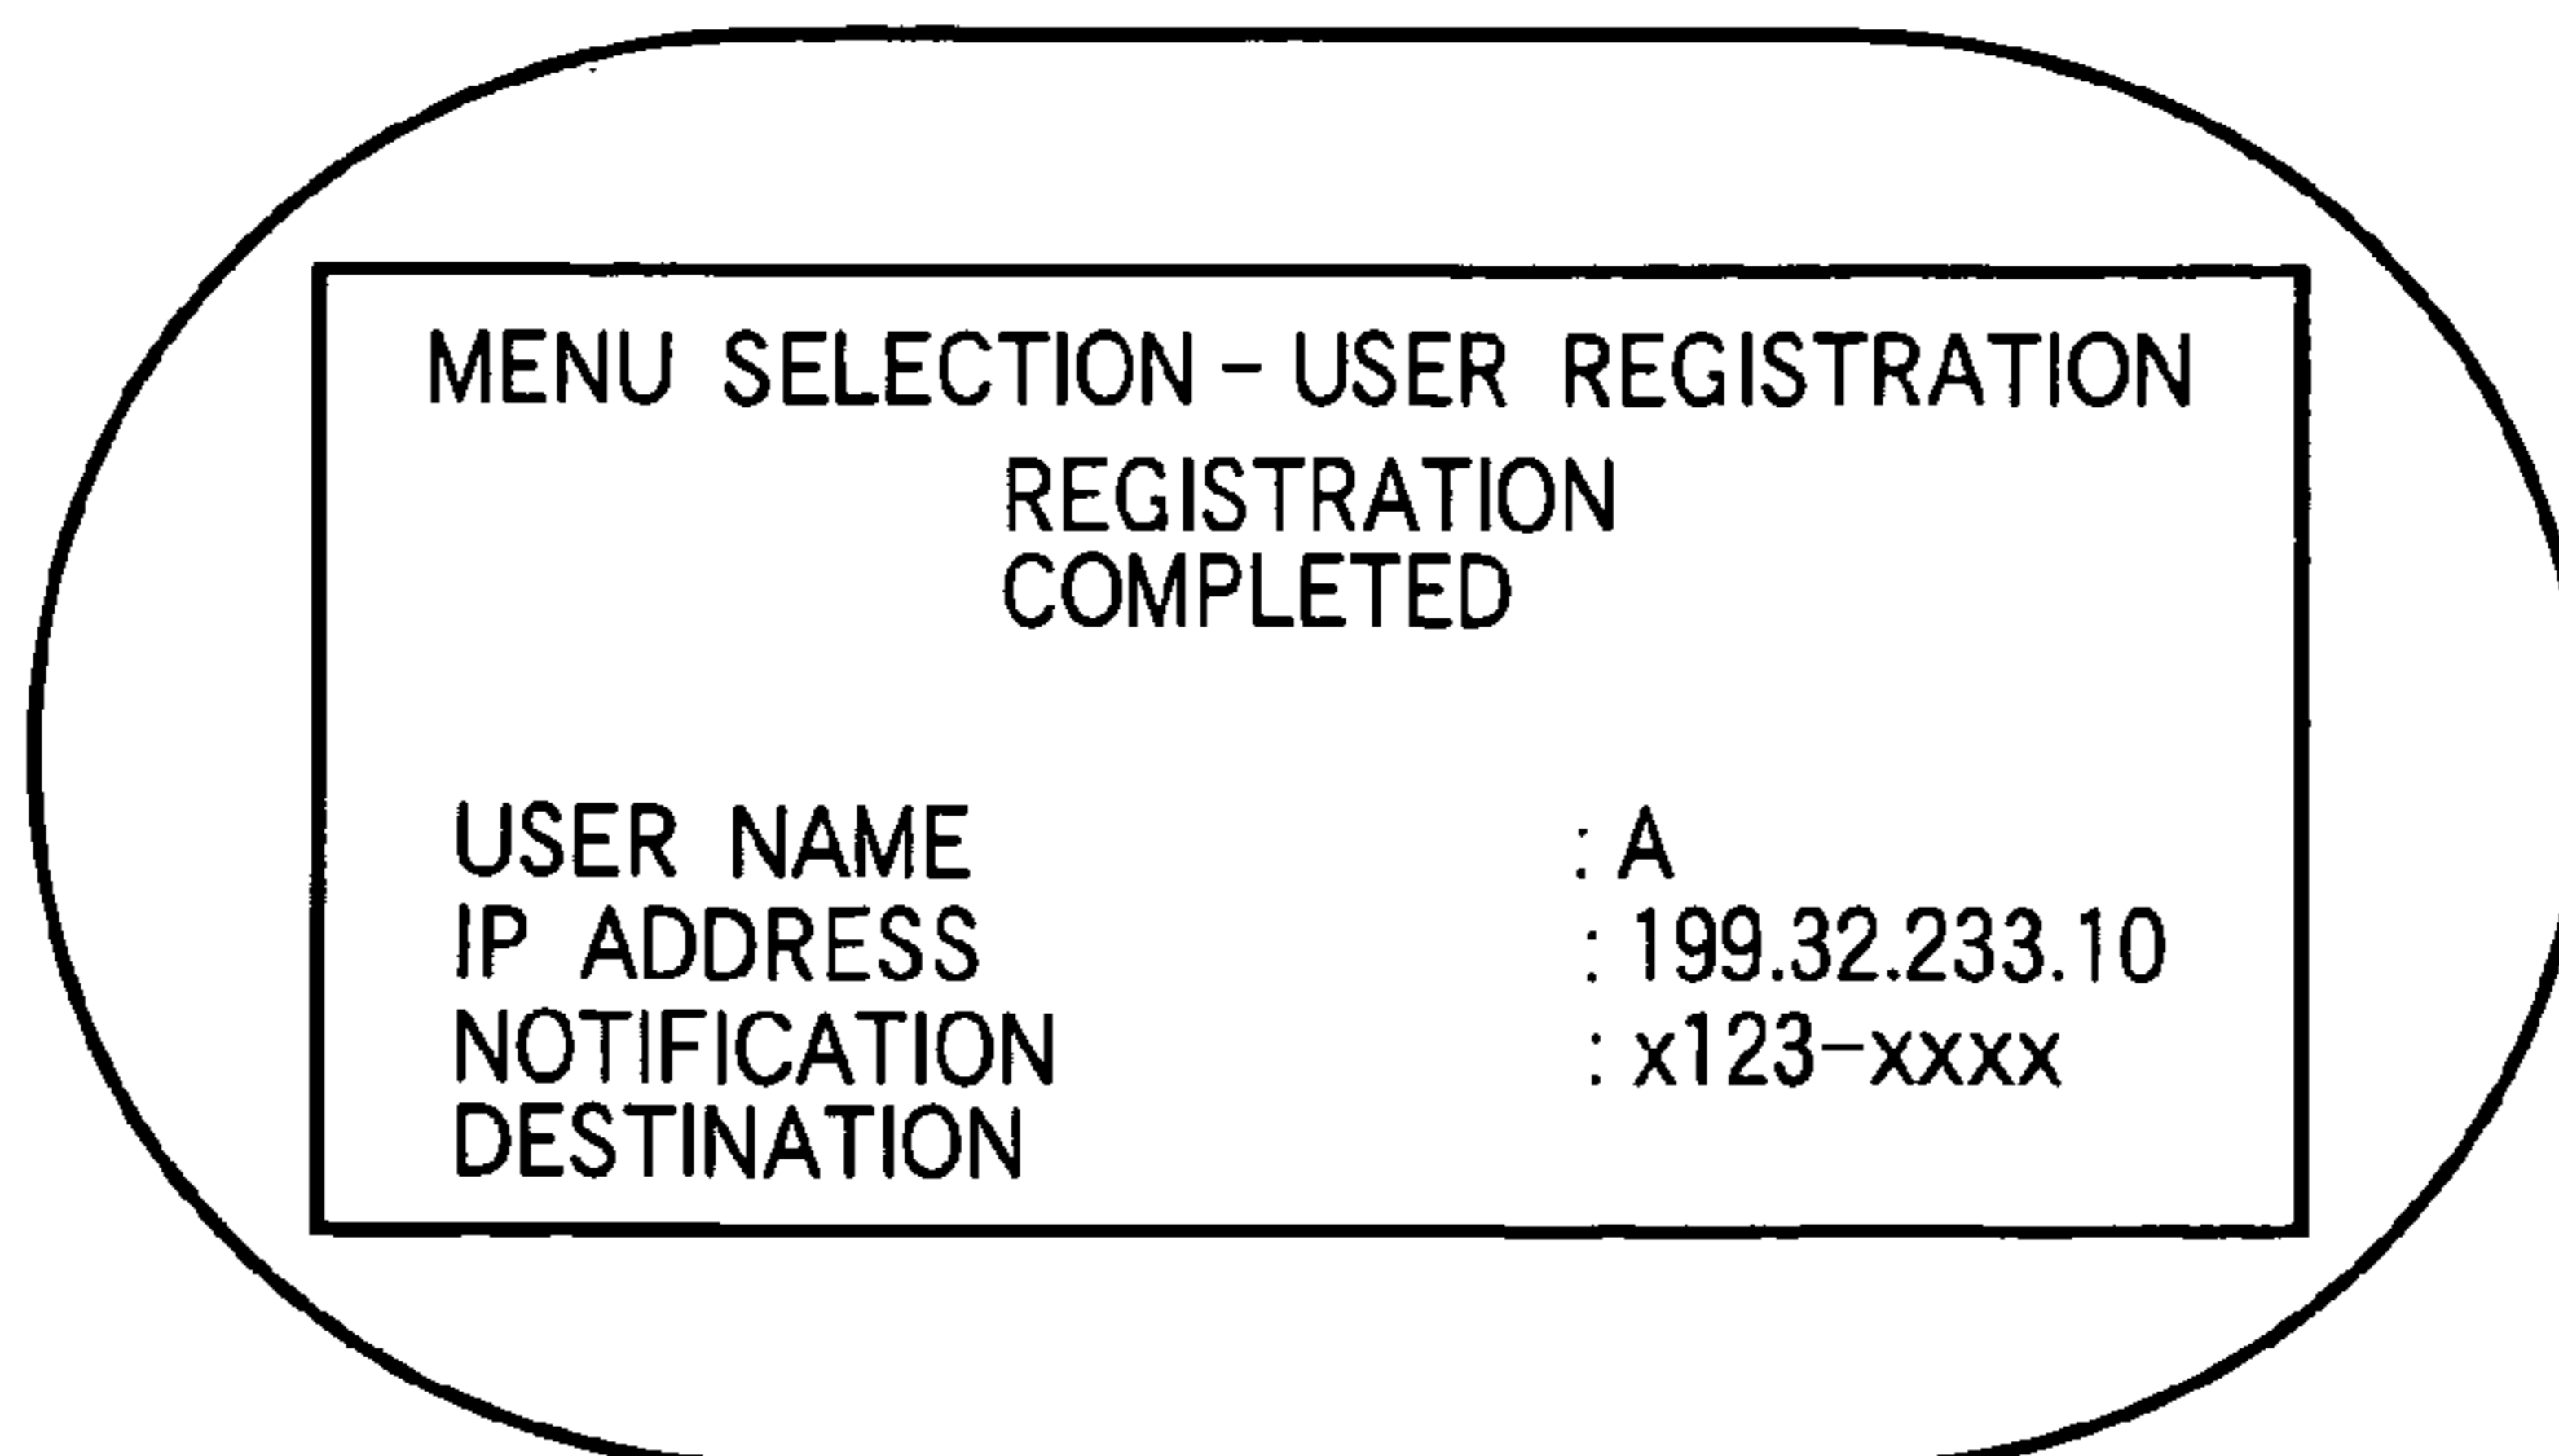 MENU SELECTION - USER REGISTRATION
REGISTRATION
COMPLETED
USER NAME : A
IP ADDRESS : 199.32.233.10
NOTIFICATION : x123-xxxx
DESTINATION